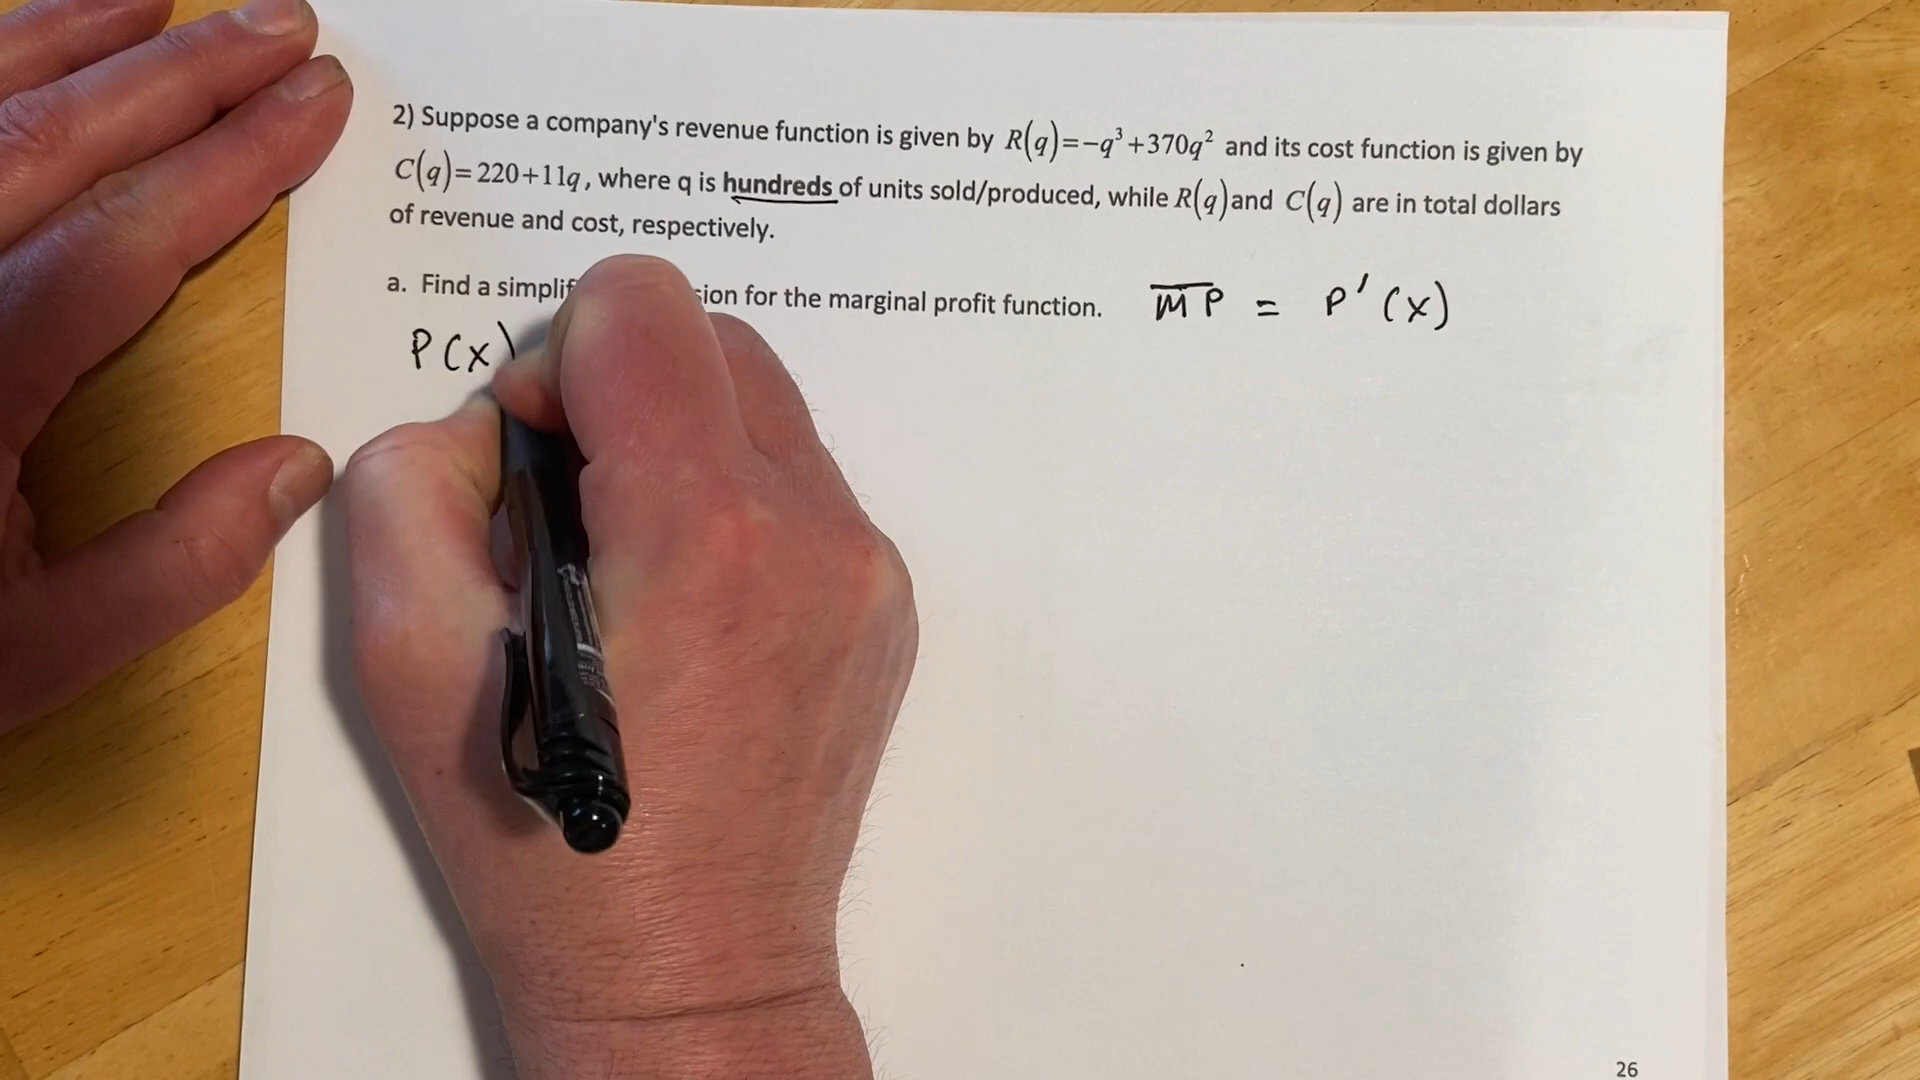 2) Suppose a company's revenue function is given by R(q)=−q³+370q² and its cost function is given by
C(q)=220+11q, where q is hundreds of units sold/produced, while R(q) and C(q) are in total dollars
of revenue and cost, respectively.
a. Find a for the marginal profit function. MP = P'(x)
P(x)
26